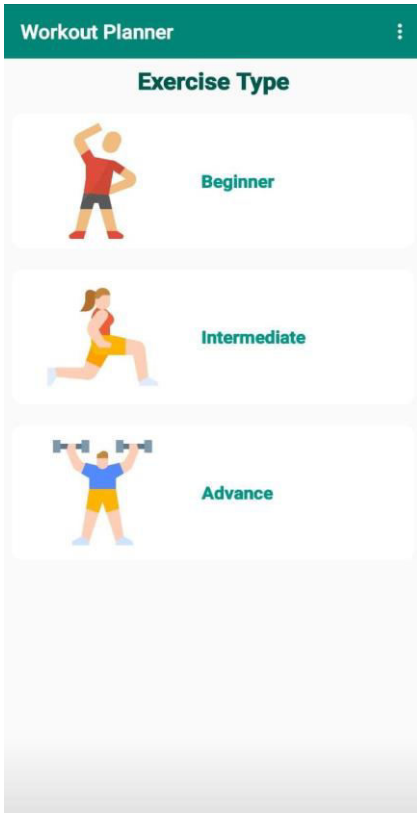 Workout Planner
Exercise Type
Beginner
Intermediate
Advance